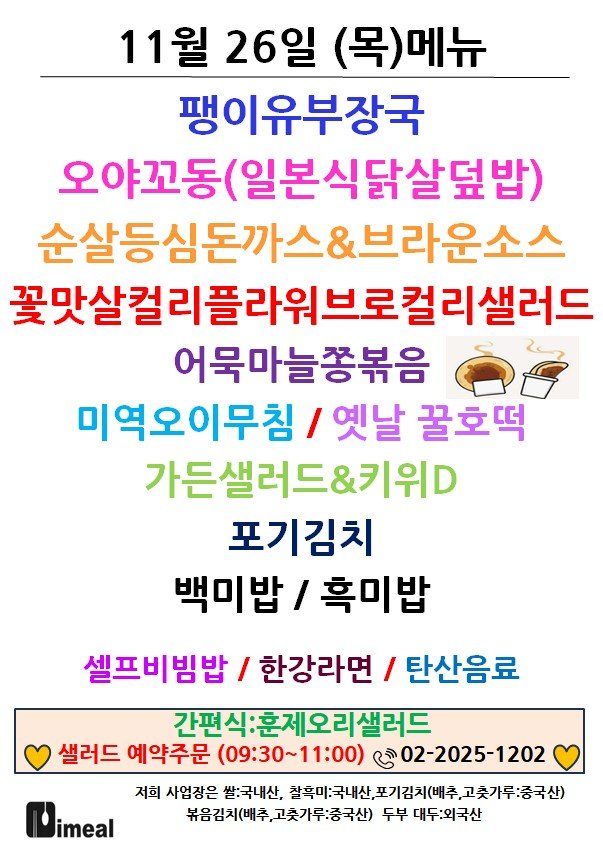 11월 26일 (목)메뉴
팽이유부장국
오야꼬동(일본식닭살덮밥)
순살등심돈까스&브라운소스
꽃맛살컬리플라워브로컬리샐러드
어묵마늘쫑볶음
미역오이무침 / 옛날 꿀호떡
가든샐러드&키위D
포기김치
백미밥 / 흑미밥
셀프비빔밥 / 한강라면 / 탄산음료
간편식:훈제오리샐러드
샐러드 예약주문 (09:30~11:00) 02-2025-1202
저희 사업장은 쌀:국내산, 찰흑미:국내산,포기김치(배추,고춧가루:중국산)
볶음김치(배추,고춧가루:중국산) 두부 대두:외국산
Dimeal